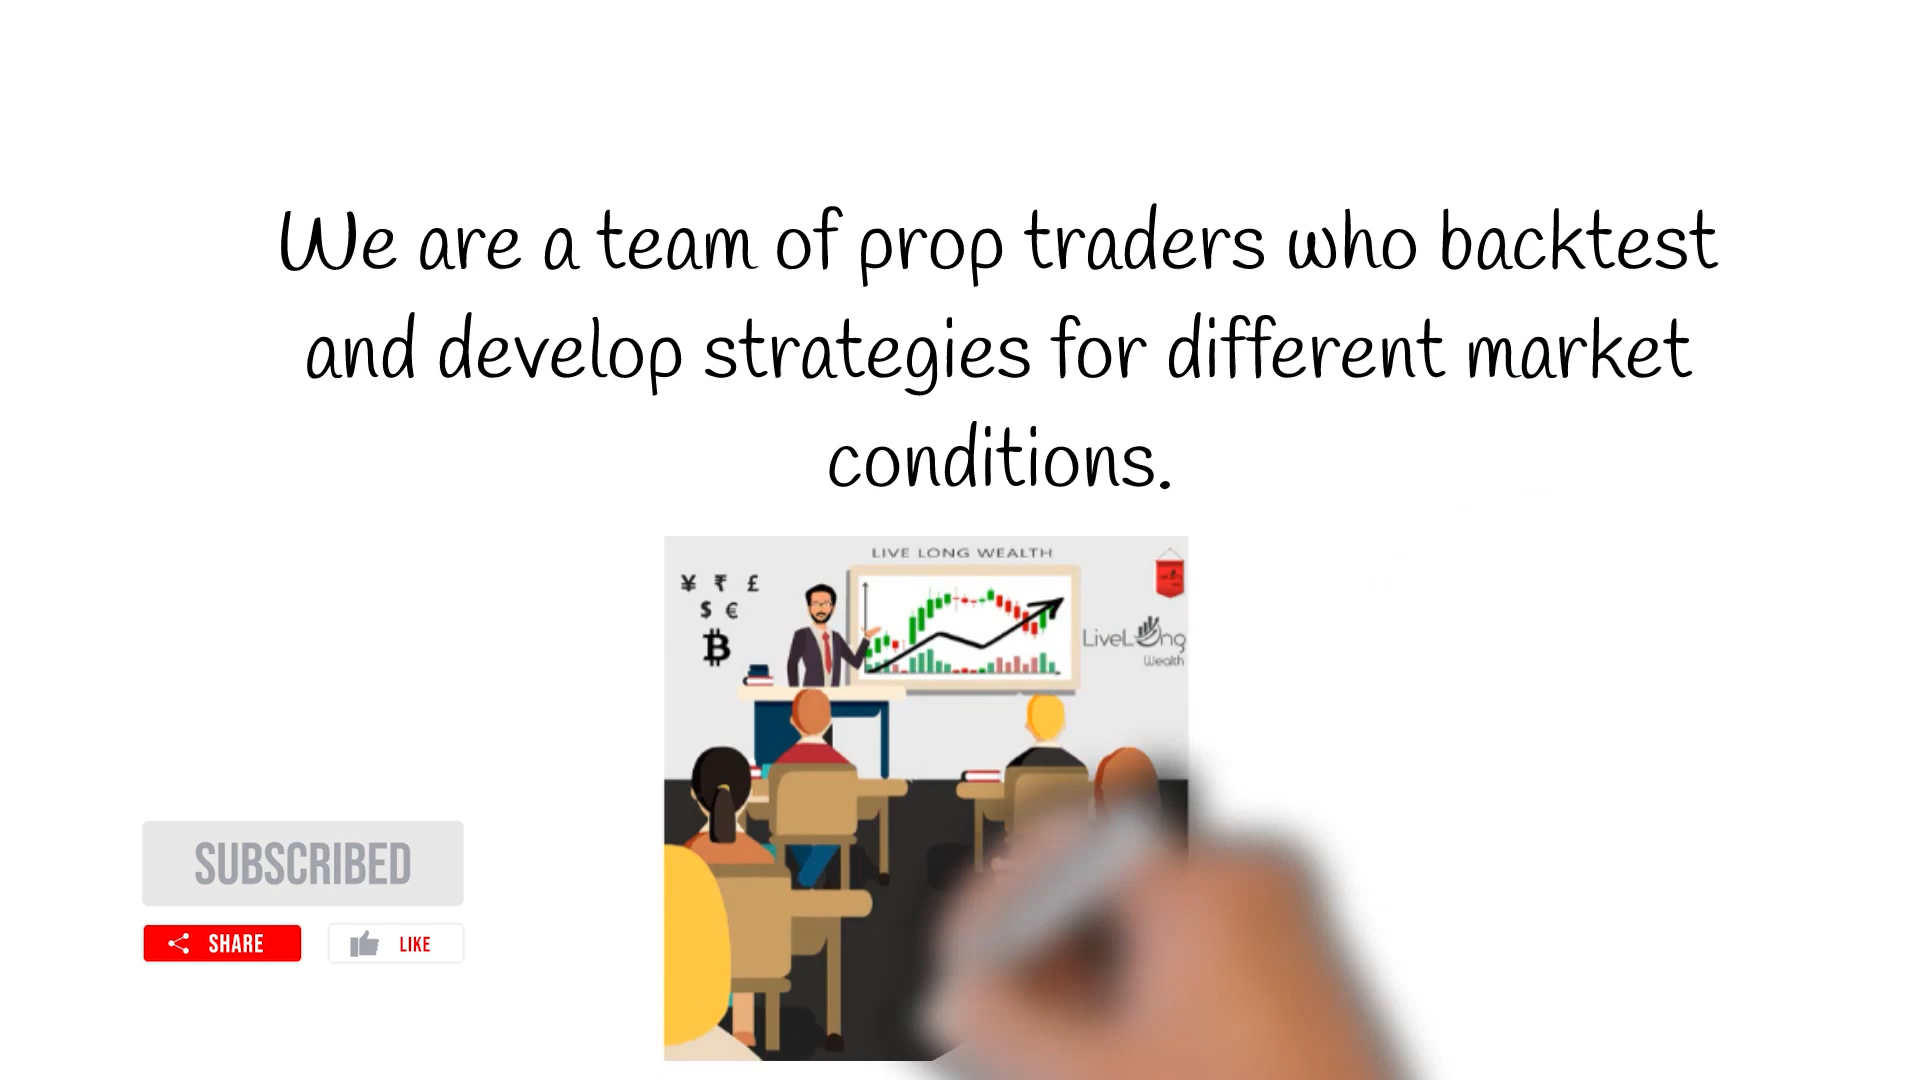 We are a team of prop traders who backtest
and develop strategies for different market
conditions.
LIVE LONG WEALTH
¥ ₹ £
$ €
₿
LiveLong
Wealth
SUBSCRIBED
SHARE
LIKE